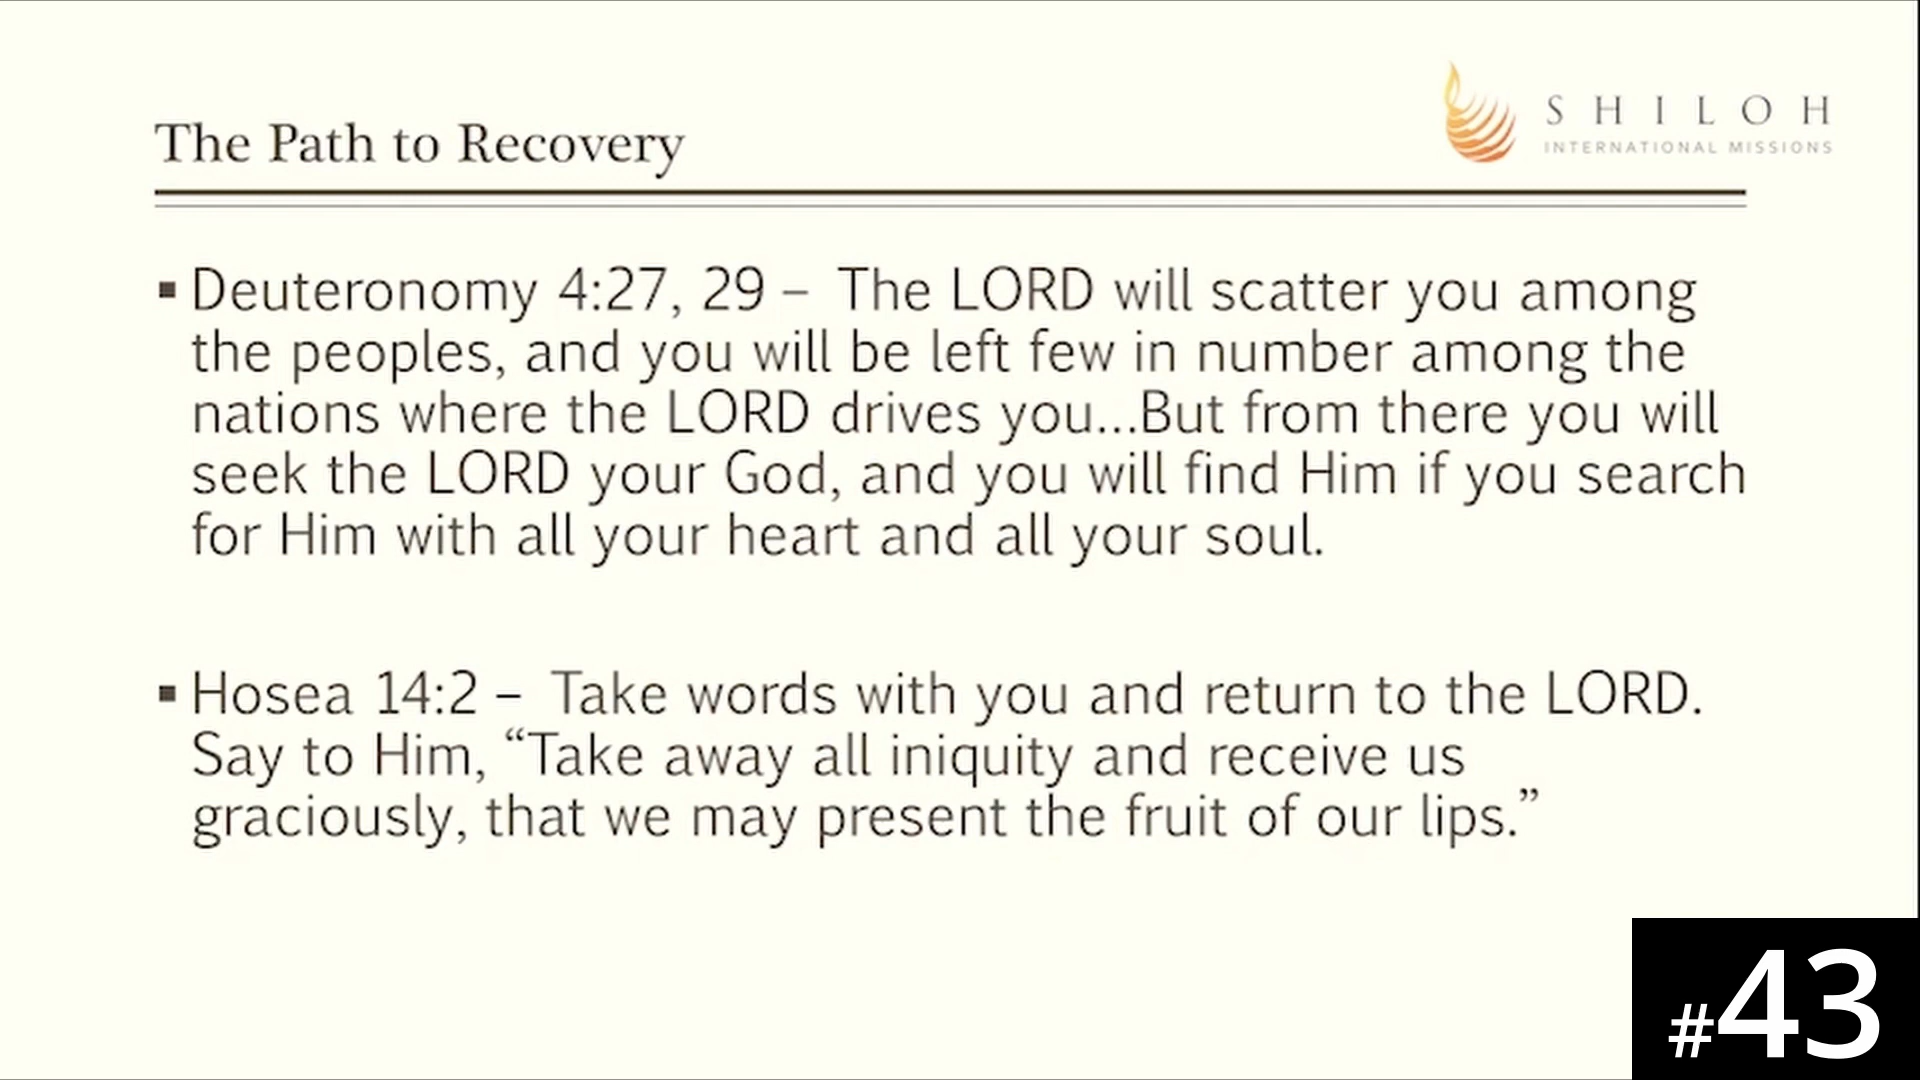 The Path to Recovery
SHILOH
INTERNATIONAL MISSIONS
▪ Deuteronomy 4:27, 29 – The LORD will scatter you among
the peoples, and you will be left few in number among the
nations where the LORD drives you...But from there you will
seek the LORD your God, and you will find Him if you search
for Him with all your heart and all your soul.
▪ Hosea 14:2 – Take words with you and return to the LORD.
Say to Him, “Take away all iniquity and receive us
graciously, that we may present the fruit of our lips.”
#43